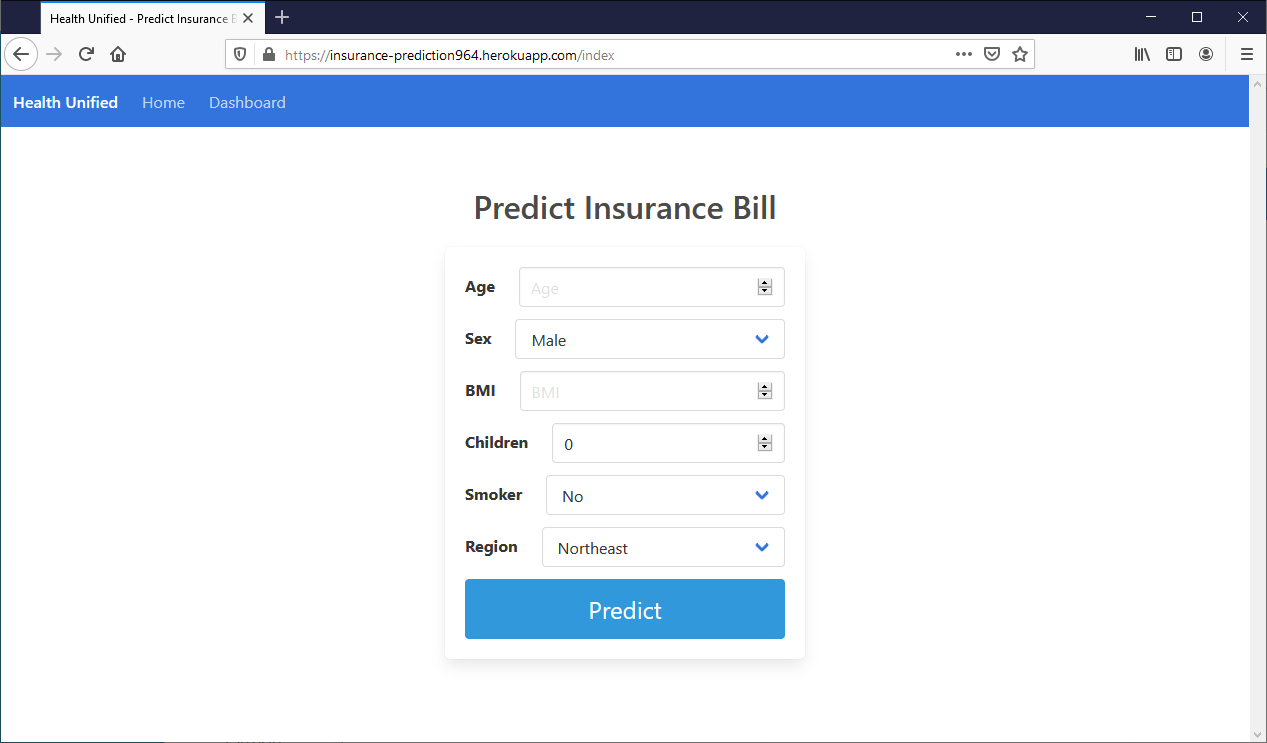 Health Unified - Predict Insurance B
https://insurance-prediction964.herokuapp.com/index
Health Unified Home Dashboard
Predict Insurance Bill
Age Age
Sex Male
BMI BMI
Children 0
Smoker No
Region Northeast
Predict